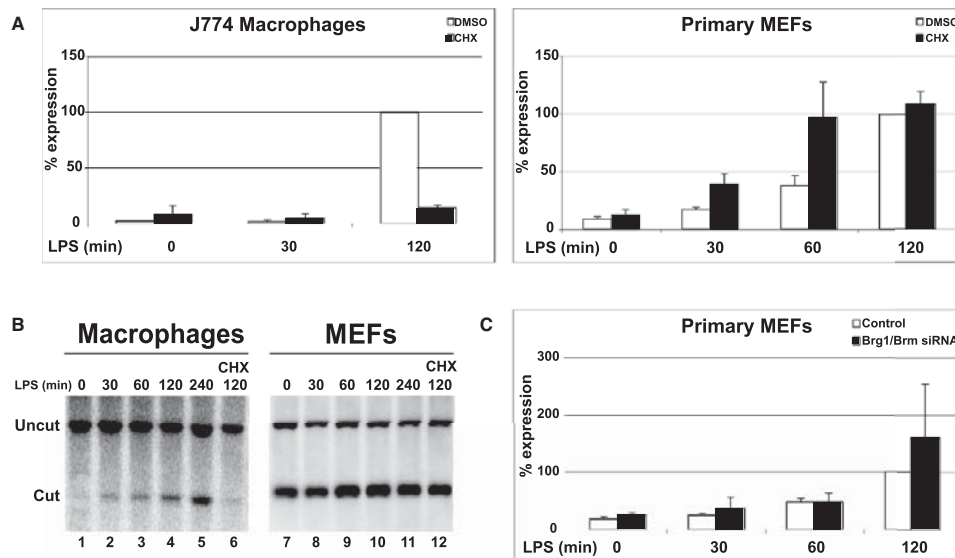 A
J774 Macrophages
DMSO
CHX
% expression
150
100
50
0
LPS (min) 0 30 120
Primary MEFs
DMSO
CHX
% expression
150
100
50
0
LPS (min) 0 30 60 120
B
Macrophages
CHX
LPS (min) 0 30 60 120 240 120
MEFs
CHX
0 30 60 120 240 120
Uncut
Cut
1 2 3 4 5 6
7 8 9 10 11 12
C
Primary MEFs
Control
Brg1/Brm siRNA
% expression
300
200
100
0
LPS (min) 0 30 60 120